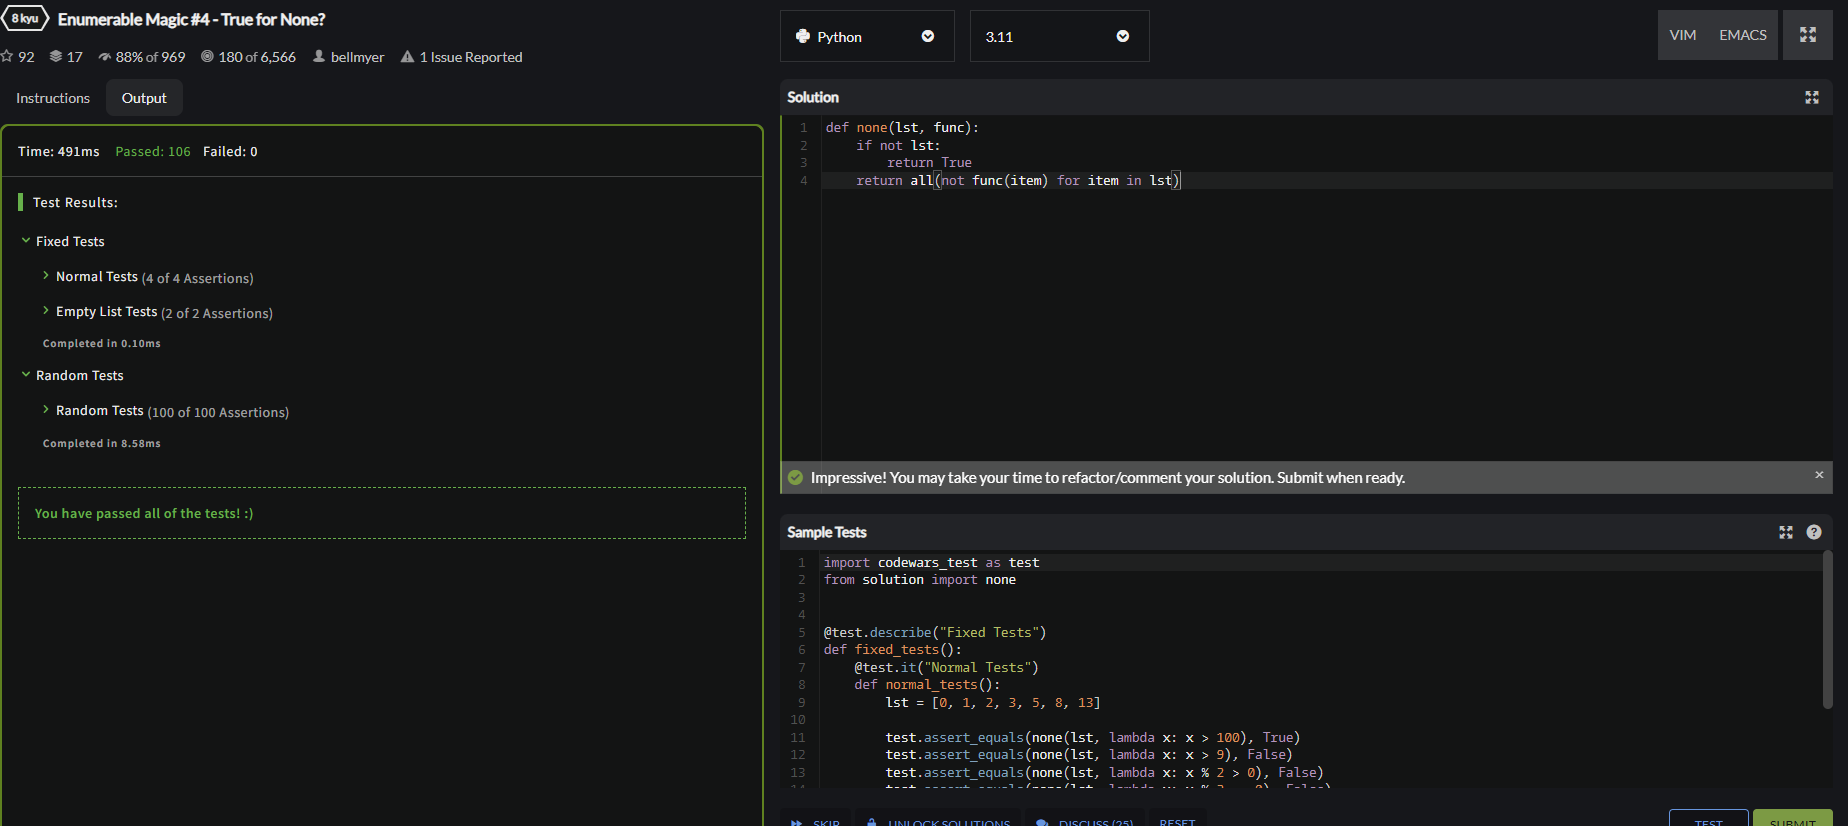 8 kyu Enumerable Magic #4 - True for None?
92 17 88% of 969 180 of 6,566 bellmyer 1 Issue Reported
Instructions Output
Time: 491ms Passed: 106 Failed: 0
Test Results:
Fixed Tests
Normal Tests (4 of 4 Assertions)
Empty List Tests (2 of 2 Assertions)
Completed in 0.10ms
Random Tests
Random Tests (100 of 100 Assertions)
Completed in 8.58ms
You have passed all of the tests! :)
Python 3.11 VIM EMACS
Solution
1 def none(lst, func):
2     if not lst:
3         return True
4     return all(not func(item) for item in lst)
Impressive! You may take your time to refactor/comment your solution. Submit when ready. ×
Sample Tests ?
1 import codewars_test as test
2 from solution import none
3
4
5 @test.describe("Fixed Tests")
6 def fixed_tests():
7     @test.it("Normal Tests")
8     def normal_tests():
9         lst = [0, 1, 2, 3, 5, 8, 13]
10
11         test.assert_equals(none(lst, lambda x: x > 100), True)
12         test.assert_equals(none(lst, lambda x: x > 9), False)
13         test.assert_equals(none(lst, lambda x: x % 2 > 0), False)
SKIP UNLOCK SOLUTIONS DISCUSS (25) RESET TEST SUBMIT